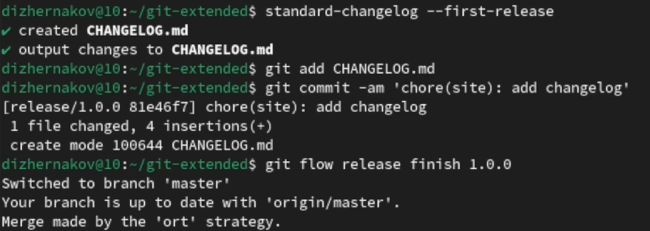 dizhernakov@10:~/git-extended$ standard-changelog --first-release
✔ created CHANGELOG.md
✔ output changes to CHANGELOG.md
dizhernakov@10:~/git-extended$ git add CHANGELOG.md
dizhernakov@10:~/git-extended$ git commit -am 'chore(site): add changelog'
[release/1.0.0 81e46f7] chore(site): add changelog
 1 file changed, 4 insertions(+)
 create mode 100644 CHANGELOG.md
dizhernakov@10:~/git-extended$ git flow release finish 1.0.0
Switched to branch 'master'
Your branch is up to date with 'origin/master'.
Merge made by the 'ort' strategy.